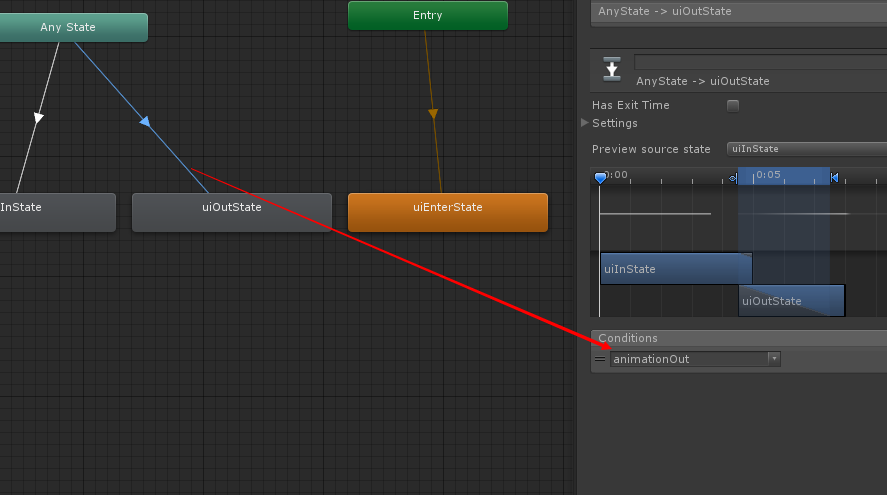 Any State
Entry
InState
uiOutState
uiEnterState
AnyState -> uiOutState
AnyState -> uiOutState
Has Exit Time
Settings
Preview source state
uiInState
0:00
0:05
uiInState
uiOutState
Conditions
animationOut